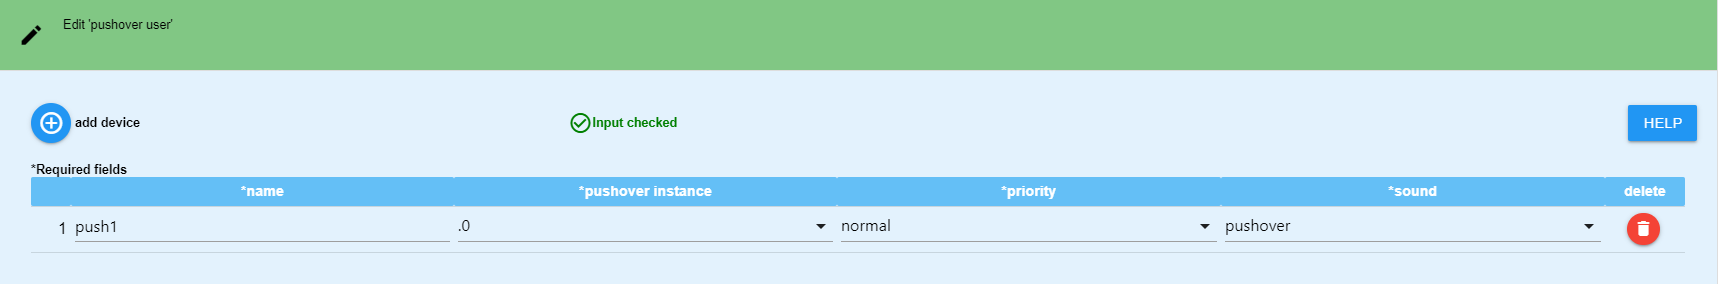 Edit 'pushover user'
add device
Input checked
HELP
*Required fields
*name *pushover instance *priority *sound delete
1 push1 .0 normal pushover